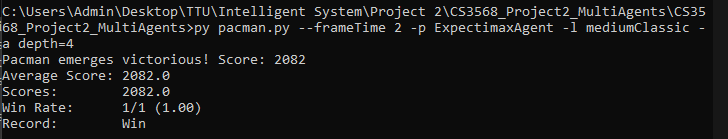 C:\Users\Admin\Desktop\TTU\Intelligent System\Project 2\CS3568_Project2_MultiAgents\CS35
68_Project2_MultiAgents>py pacman.py --frameTime 2 -p ExpectimaxAgent -l mediumClassic -
a depth=4
Pacman emerges victorious! Score: 2082
Average Score: 2082.0
Scores:        2082.0
Win Rate:      1/1 (1.00)
Record:        Win